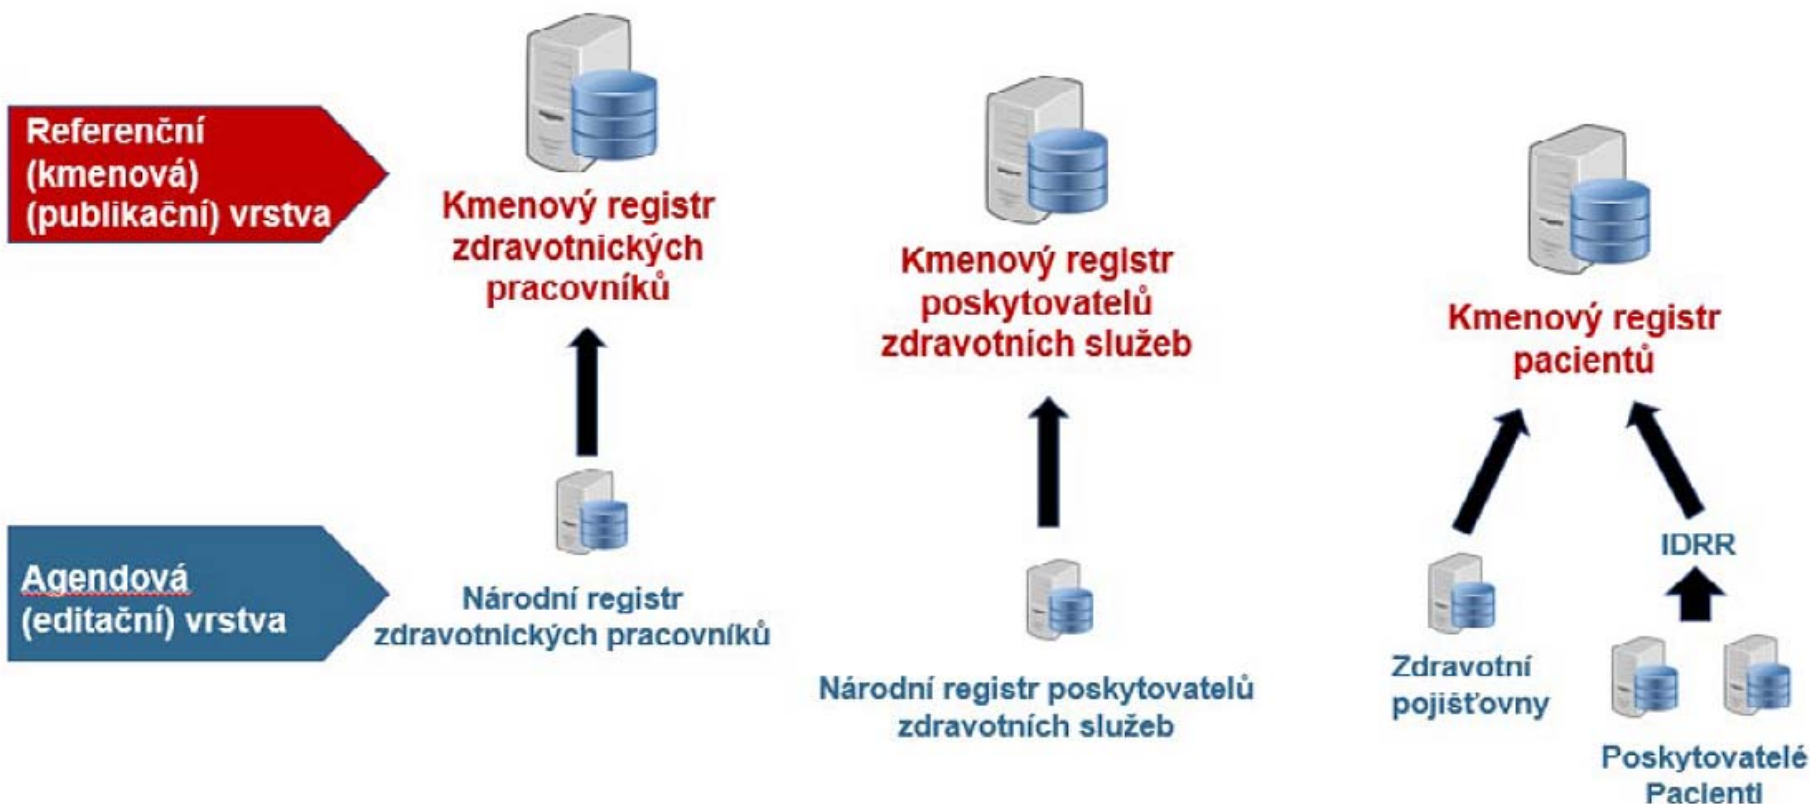 Referenční
(kmenová)
(publikační) vrstva
Kmenový registr
zdravotnických
pracovníků
Kmenový registr
poskytovatelů
zdravotních služeb
Kmenový registr
pacientů
Agendová
(editační) vrstva
Národní registr
zdravotnických pracovníků
Národní registr poskytovatelů
zdravotních služeb
Zdravotní
pojišťovny
IDRR
Poskytovatelé
Pacienti